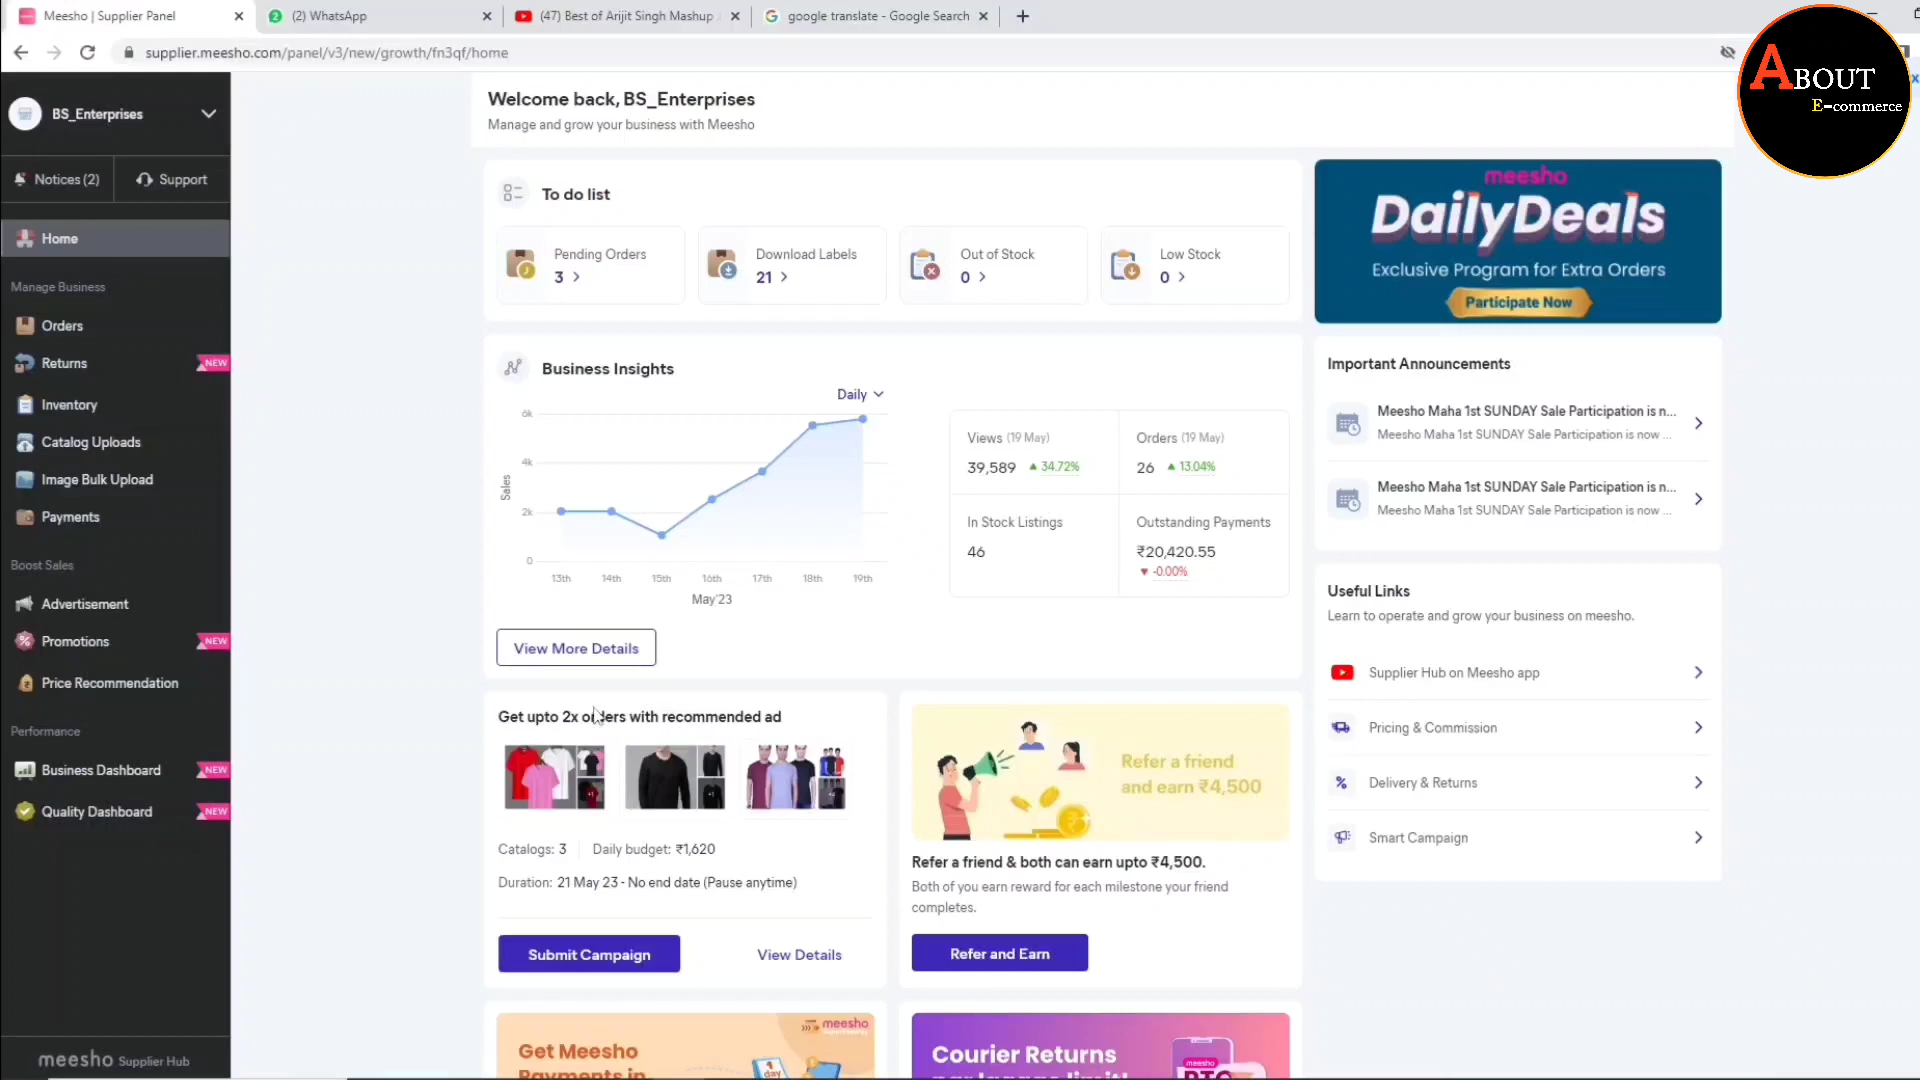 Meesho | Supplier Panel
(2) WhatsApp
(47) Best of Arijit Singh Mashup
google translate - Google Search
supplier.meesho.com/panel/v3/new/growth/fn3qf/home
ABOUT
E-commerce
BS_Enterprises
Notices (2)
Support
Home
Manage Business
Orders
Returns
NEW
Inventory
Catalog Uploads
Image Bulk Upload
Payments
Boost Sales
Advertisement
Promotions
NEW
Price Recommendation
Performance
Business Dashboard
NEW
Quality Dashboard
NEW
meesho Supplier Hub
Welcome back, BS_Enterprises
Manage and grow your business with Meesho
To do list
Pending Orders
3
Download Labels
21
Out of Stock
0
Low Stock
0
Business Insights
Daily
Sales
6k
4k
2k
0
13th 14th 15th 16th 17th 18th 19th
May'23
Views (19 May)
39,589 34.72%
Orders (19 May)
26 13.04%
In Stock Listings
46
Outstanding Payments
₹20,420.55
-0.00%
View More Details
Get upto 2x orders with recommended ad
+1
+1
Catalogs: 3
Daily budget: ₹1,620
Duration: 21 May 23 - No end date (Pause anytime)
Submit Campaign
View Details
Refer a friend
and earn ₹4,500
Refer a friend & both can earn upto ₹4,500.
Both of you earn reward for each milestone your friend
completes.
Refer and Earn
meesho
Get Meesho
Payments in
1
day
Courier Returns
meesho
meesho
DailyDeals
Exclusive Program for Extra Orders
Participate Now
Important Announcements
Meesho Maha 1st SUNDAY Sale Participation is n...
Meesho Maha 1st SUNDAY Sale Participation is now ...
Meesho Maha 1st SUNDAY Sale Participation is n...
Meesho Maha 1st SUNDAY Sale Participation is now ...
Useful Links
Learn to operate and grow your business on meesho.
Supplier Hub on Meesho app
Pricing & Commission
Delivery & Returns
Smart Campaign